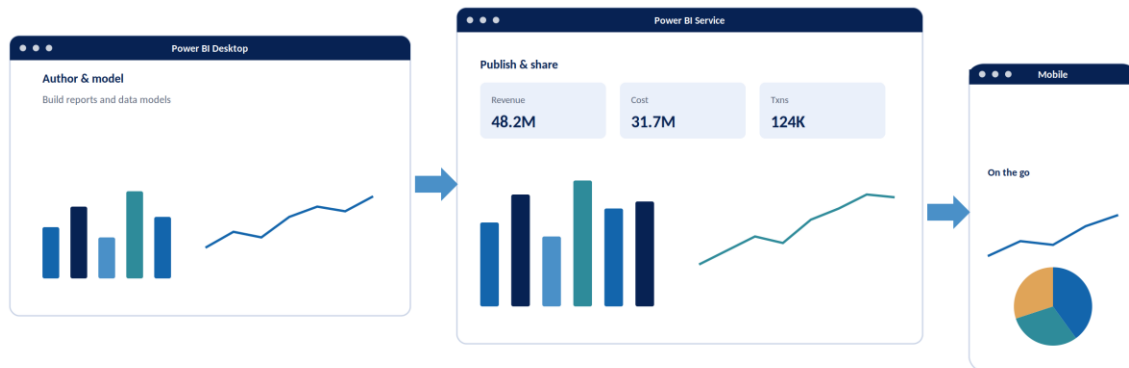 Power BI Desktop
Author & model
Build reports and data models
Power BI Service
Publish & share
Revenue
48.2M
Cost
31.7M
Txns
124K
Mobile
On the go